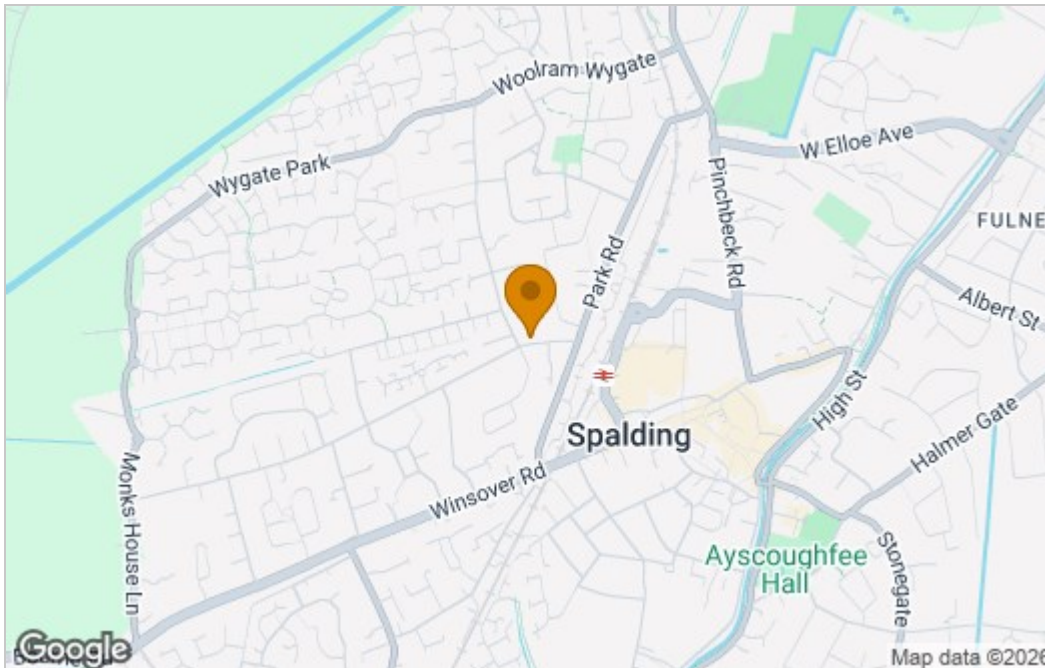 Woolram Wygate
Wygate Park
W Elloe Ave
Pinchbeck Rd
FULNE
Park Rd
Albert St
High St
Spalding
Halmer Gate
Winsover Rd
Monks House Ln
Stonegate
Ayscoughfee
Hall
Google
Map data ©2026